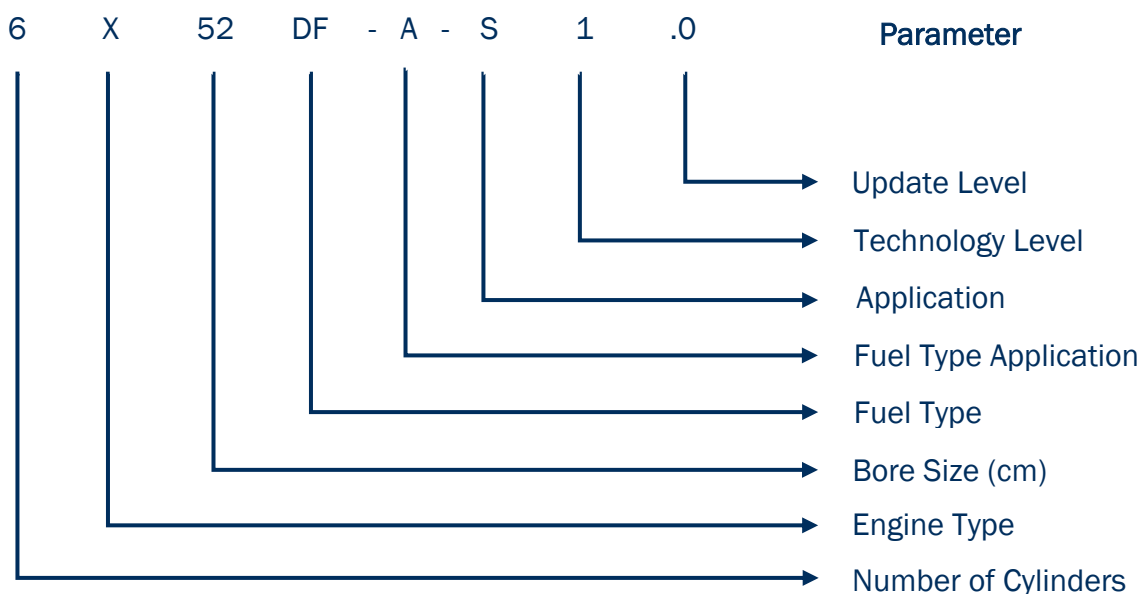 6 X 52 DF - A - S 1 .0 Parameter
Update Level
Technology Level
Application
Fuel Type Application
Fuel Type
Bore Size (cm)
Engine Type
Number of Cylinders